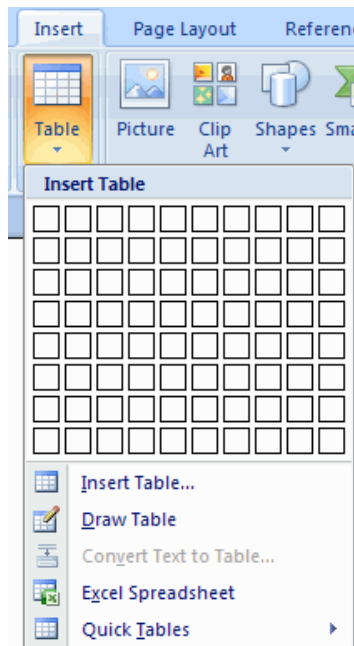 Insert Page Layout
Table Picture Clip Art Shapes
Insert Table
Insert Table...
Draw Table
Convert Text to Table...
Excel Spreadsheet
Quick Tables